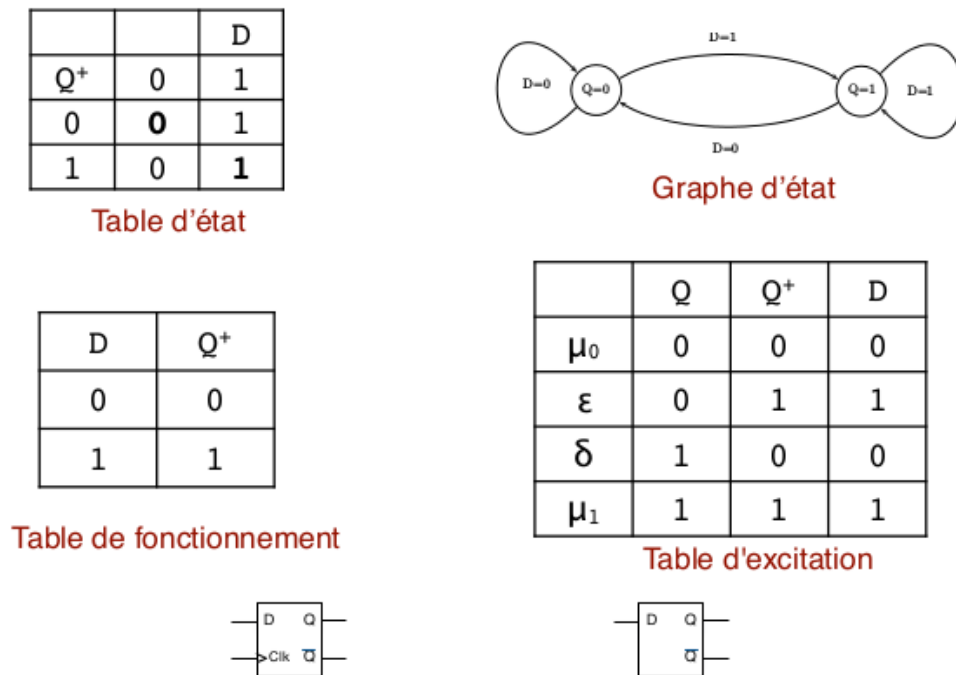 D
Q⁺ 0 1
0 0 1
1 0 1
Table d'état
D=1
D=0 Q=0 Q=1 D=1
D=0
Graphe d'état
D Q⁺
0 0
1 1
Table de fonctionnement
Q Q⁺ D
μ₀ 0 0 0
ε 0 1 1
δ 1 0 0
μ₁ 1 1 1
Table d'excitation
D Q
Clk Q̅
D Q
Q̅